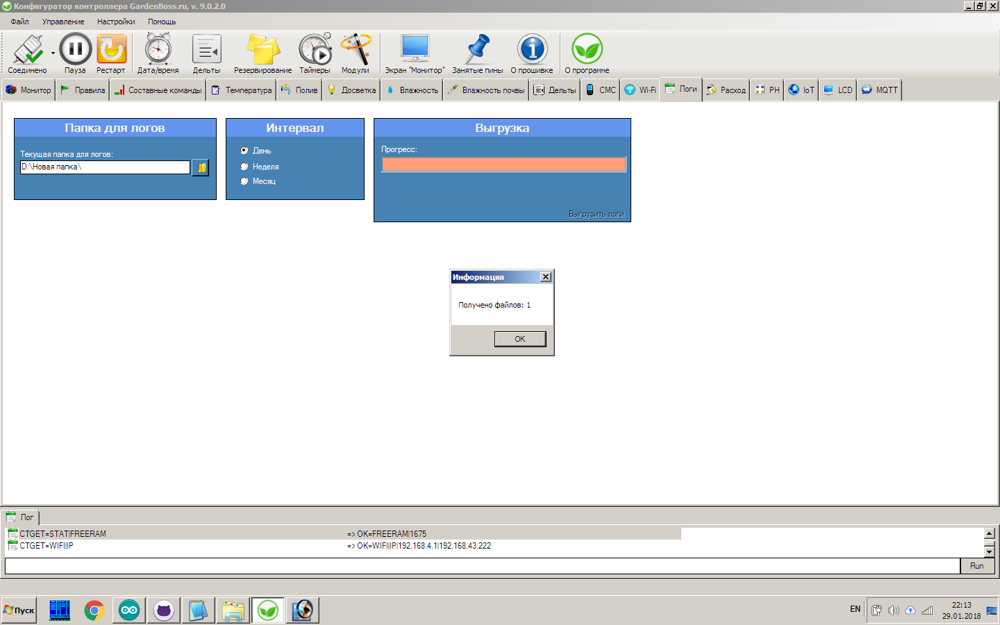 Конфигуратор контроллера GardenBoss.ru, v. 9.0.2.0
Файл Управление Настройки Помощь
Соединено Пауза Рестарт Дата/время Дельты Резервирование Таймеры Модули Экран "Монитор" Занятые пины О прошивке О программе
Монитор Правила Составные команды Температура Полив Досветка Влажность Влажность почвы Дельты СМС Wi-Fi Логи Расход PH IoT LCD MQTT
Папка для логов
Текущая папка для логов:
D:\Новая папка\
Интервал
День
Неделя
Месяц
Выгрузка
Прогресс:
Выгрузить логи
Информация
Получено файлов: 1
OK
Лог
CTGET=STAT|FREERAM => OK=FREERAM|1675
CTGET=WIFI|IP => OK=WIFI|IP|192.168.4.1|192.168.43.222
Run
Пуск
EN
22:13
29.01.2018